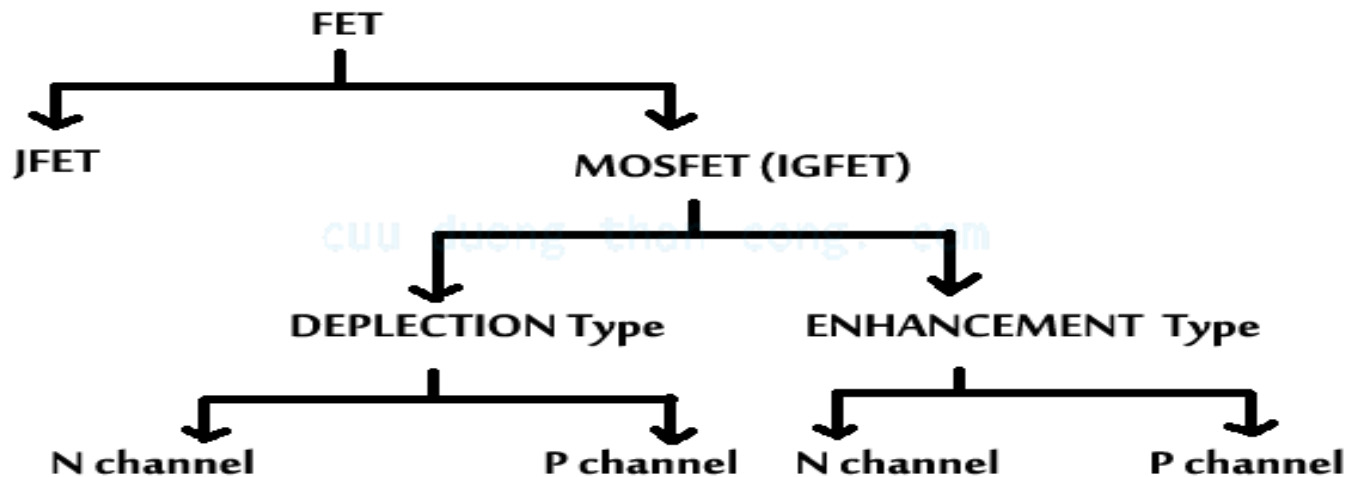 FET
JFET
MOSFET (IGFET)
cuu duong than cong. com
DEPLECTION Type
ENHANCEMENT Type
N channel
P channel
N channel
P channel